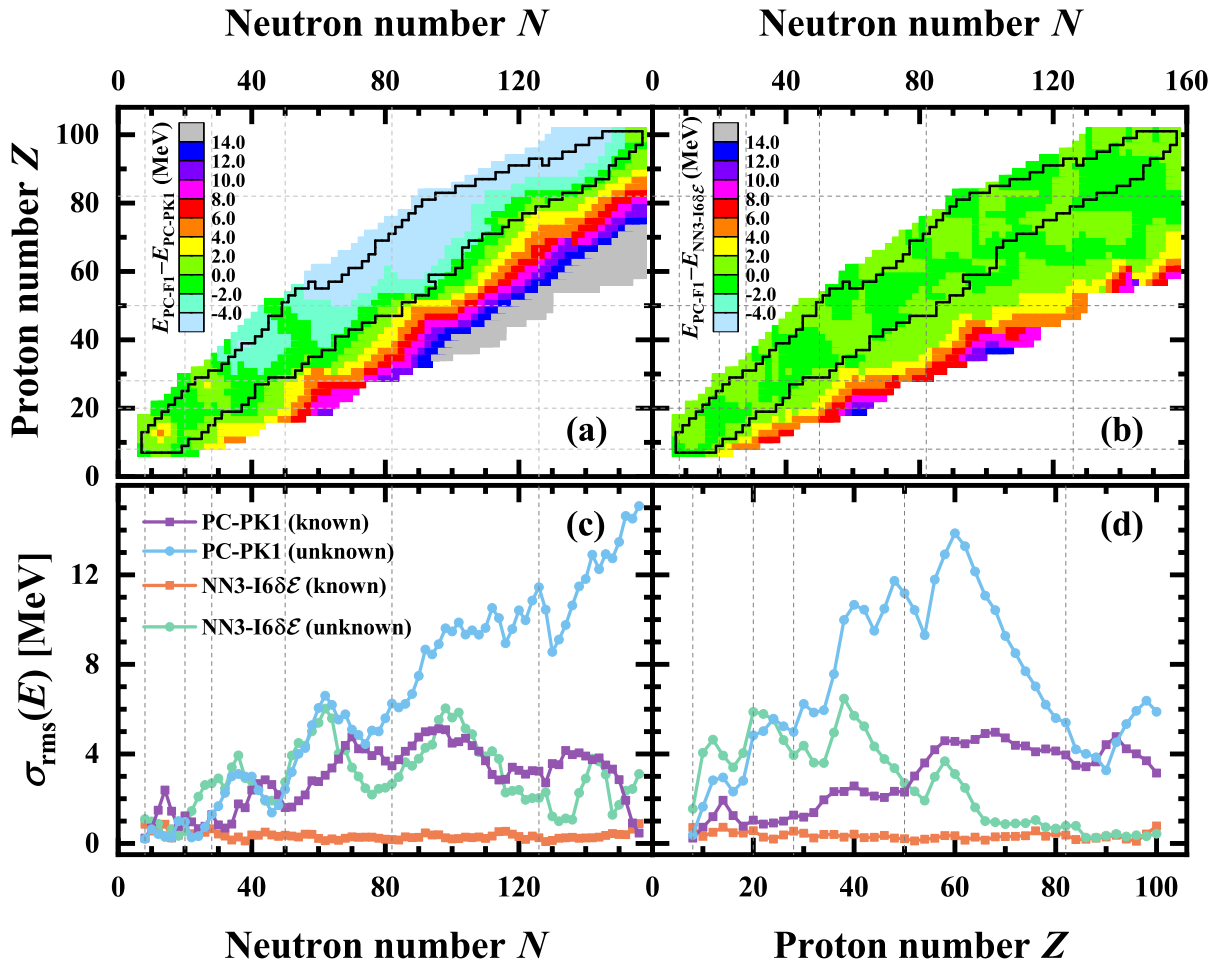 Neutron number N
Neutron number N
0 40 80 120 0 40 80 120 160
Proton number Z
100
80
60
40
20
0
E_PC-F1−E_PC-PK1 (MeV)
14.0
12.0
10.0
8.0
6.0
4.0
2.0
0.0
-2.0
-4.0
(a)
E_PC-F1−E_NN3-I6δℰ (MeV)
14.0
12.0
10.0
8.0
6.0
4.0
2.0
0.0
-2.0
-4.0
(b)
σ_rms(E) [MeV]
12
8
4
0
PC-PK1 (known)
PC-PK1 (unknown)
NN3-I6δℰ (known)
NN3-I6δℰ (unknown)
(c)
(d)
0 40 80 120 0 20 40 60 80 100
Neutron number N
Proton number Z